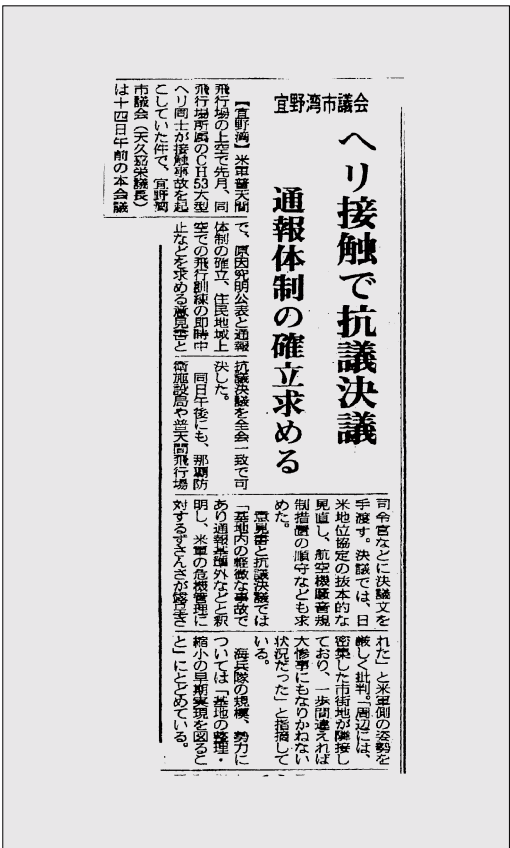 宜野湾市議会
ヘリ接触で抗議決議
通報体制の確立求める
【宜野湾】米軍普天間
飛行場の上空で先月、同
飛行場所属のCH53大型
ヘリ同士が接触事故を起
こしていた件で、宜野湾
市議会（天久嘉栄議長）
は十四日午前の本会議
で、原因究明公表と通報
体制の確立、住民地域上
空での飛行訓練の即時中
止などを求める意見書と
抗議決議を全会一致で可
決した。
同日午後にも、那覇防
衛施設局や普天間飛行場
司令官などに決議文を
手渡す。決議では、日
米地位協定の抜本的な
見直し、航空機騒音規
制措置の順守なども求
めた。
意見書と抗議決議では
「基地内の軽微な事故で
あり通報基準外などと釈
明し、米軍の危機管理に
対するずさんさが露呈さ
れた」と米軍側の姿勢を
厳しく批判。「周辺には、
密集した市街地が隣接し
ており、一歩間違えれば
大惨事にもなりかねない
状況だった」と指摘して
いる。
海兵隊の規模、勢力に
ついては「基地の整理・
縮小の早期実現を図るこ
と」にとどめている。